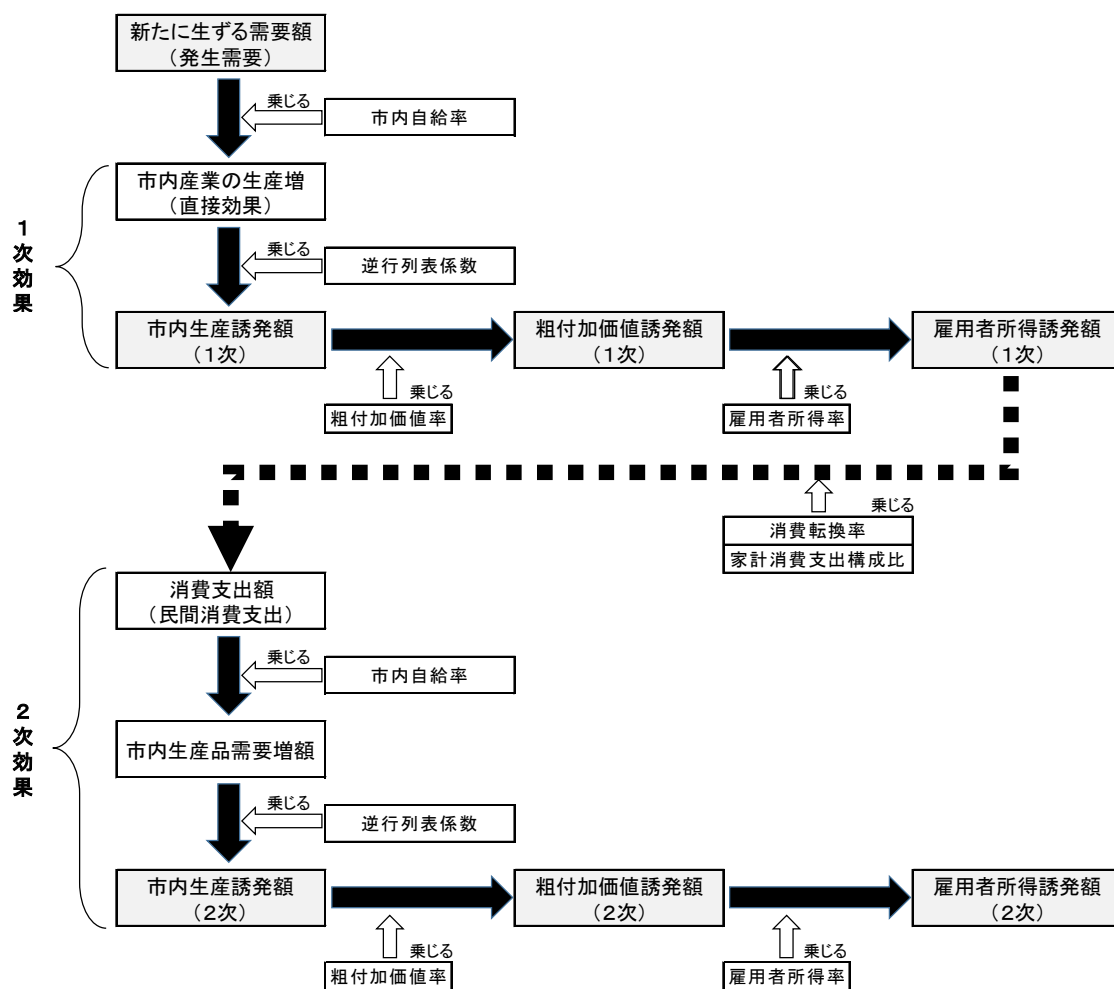 新たに生ずる需要額
（発生需要）
乗じる
市内自給率
市内産業の生産増
（直接効果）
1次効果
乗じる
逆行列表係数
市内生産誘発額
（1次）
粗付加価値誘発額
（1次）
雇用者所得誘発額
（1次）
乗じる
粗付加価値率
乗じる
雇用者所得率
乗じる
消費転換率
家計消費支出構成比
消費支出額
（民間消費支出）
乗じる
市内自給率
2次効果
市内生産品需要増額
乗じる
逆行列表係数
市内生産誘発額
（2次）
粗付加価値誘発額
（2次）
雇用者所得誘発額
（2次）
乗じる
粗付加価値率
乗じる
雇用者所得率